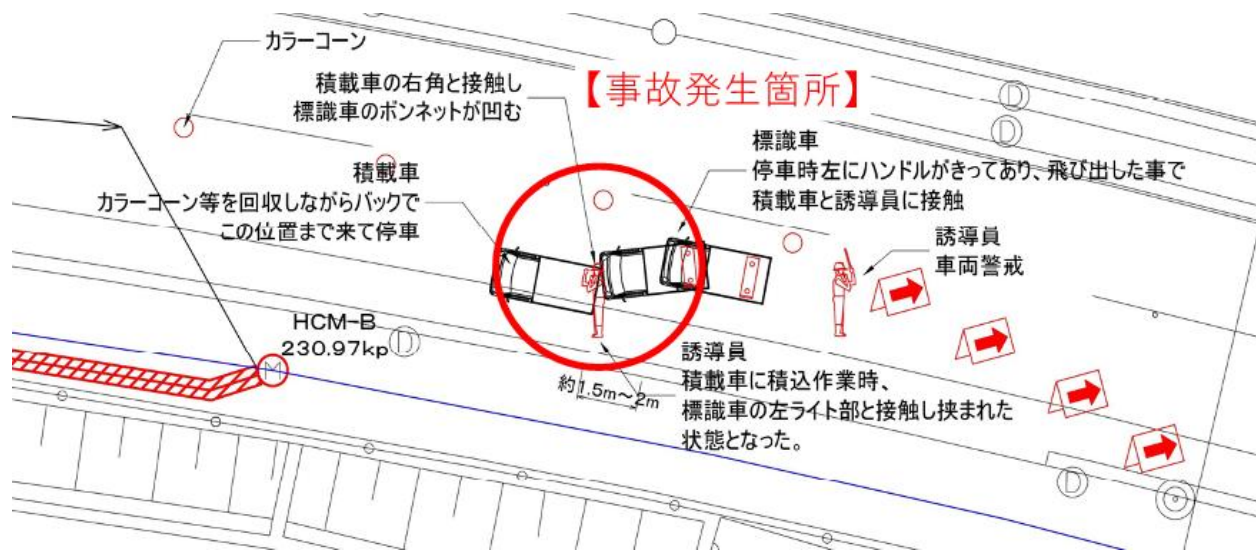 カラーコーン
積載車の右角と接触し
標識車のボンネットが凹む
【事故発生箇所】
D
D
標識車
停車時左にハンドルがきってあり、飛び出した事で
積載車と誘導員に接触
積載車
カラーコーン等を回収しながらバックで
この位置まで来て停車
誘導員
車両警戒
HCM-B
230.97kp
D
M
約1.5m～2m
誘導員
積載車に積込作業時、
標識車の左ライト部と接触し挟まれた
状態となった。
D